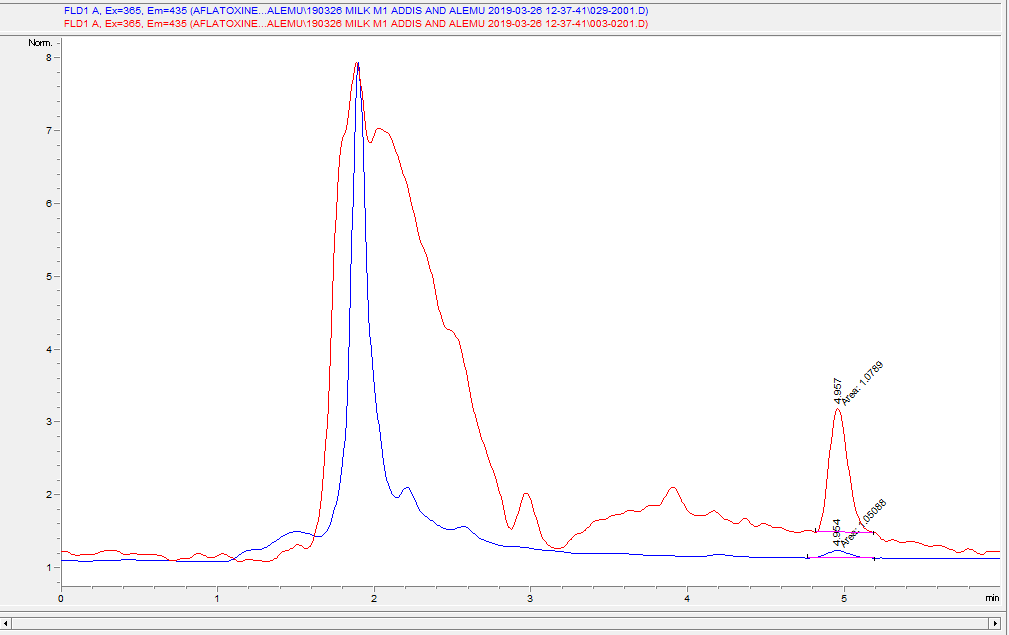 FLD1 A, Ex=365, Em=435 (AFLATOXINE...ALEMU\190326 MILK M1 ADDIS AND ALEMU 2019-03-26 12-37-41\029-2001.D)
FLD1 A, Ex=365, Em=435 (AFLATOXINE...ALEMU\190326 MILK M1 ADDIS AND ALEMU 2019-03-26 12-37-41\003-0201.D)
Norm.
8
7
6
5
4
3
2
1
4.957
Area: 1.0789
4.954
Area: 1.05088
0 1 2 3 4 5 min